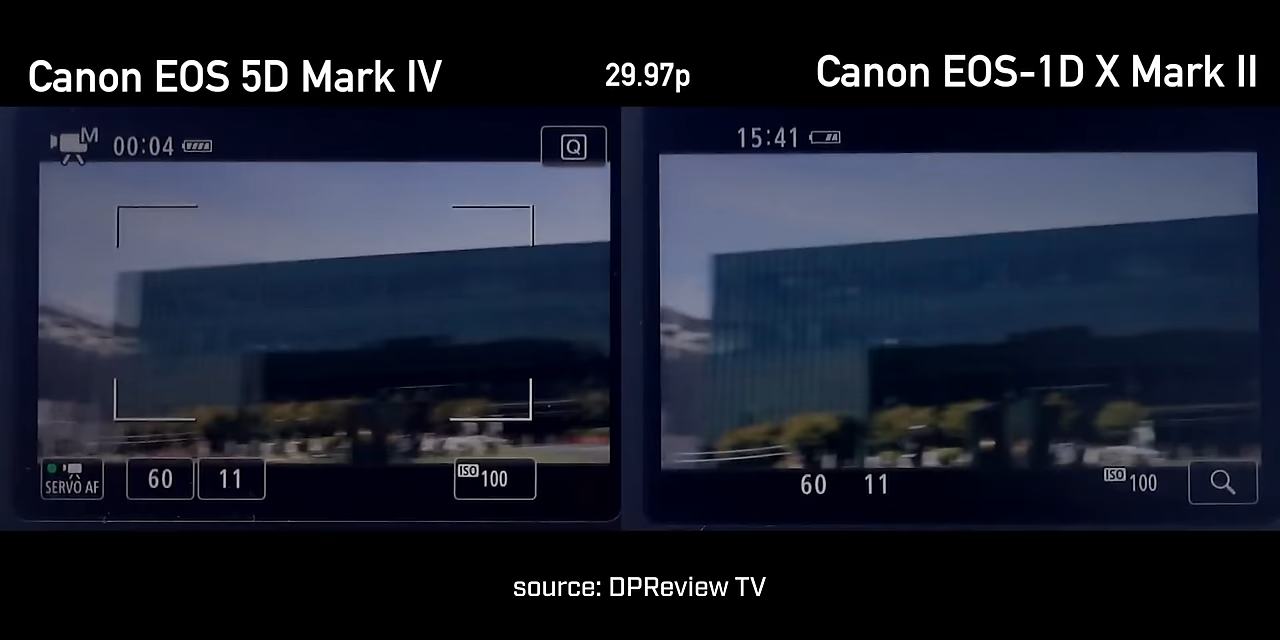 Canon EOS 5D Mark IV
29.97p
Canon EOS-1D X Mark II
M
00:04
Q
15:41
SERVO AF
60
11
ISO 100
60
11
ISO 100
source: DPReview TV